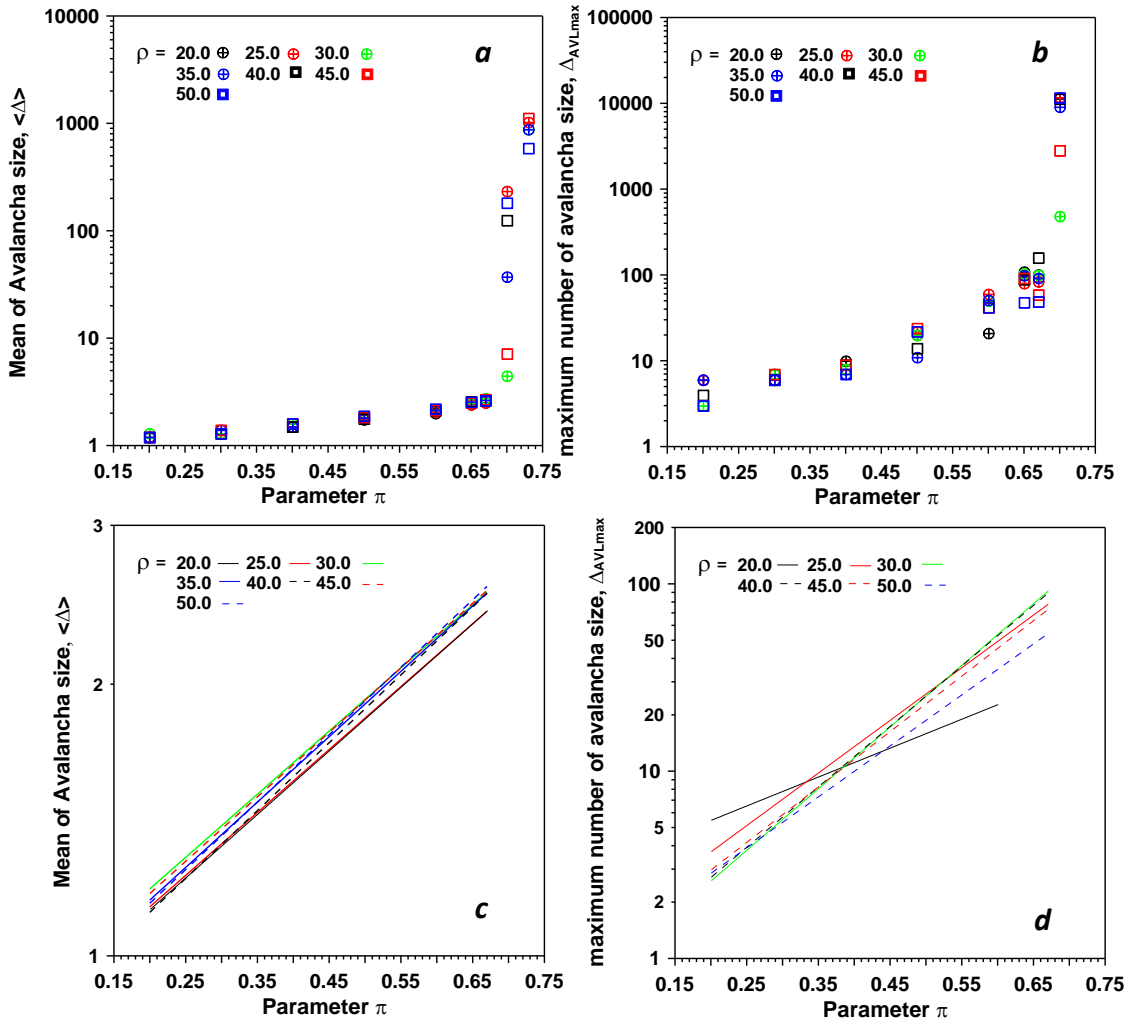 Mean of Avalancha size, <Δ>
10000
1000
100
10
1
ρ = 20.0 25.0 30.0
35.0 40.0 45.0
50.0
a
0.15 0.25 0.35 0.45 0.55 0.65 0.75
Parameter π
maximum number of avalancha size, Δ_AVLmax
100000
10000
1000
100
10
1
ρ = 20.0 25.0 30.0
35.0 40.0 45.0
50.0
b
0.15 0.25 0.35 0.45 0.55 0.65 0.75
Parameter π
Mean of Avalancha size, <Δ>
3
2
1
ρ = 20.0 25.0 30.0
35.0 40.0 45.0
50.0
c
0.15 0.25 0.35 0.45 0.55 0.65 0.75
Parameter π
maximum number of avalancha size, Δ_AVLmax
200
100
50
20
10
5
2
1
ρ = 20.0 25.0 30.0
40.0 45.0 50.0
d
0.15 0.25 0.35 0.45 0.55 0.65 0.75
Parameter π